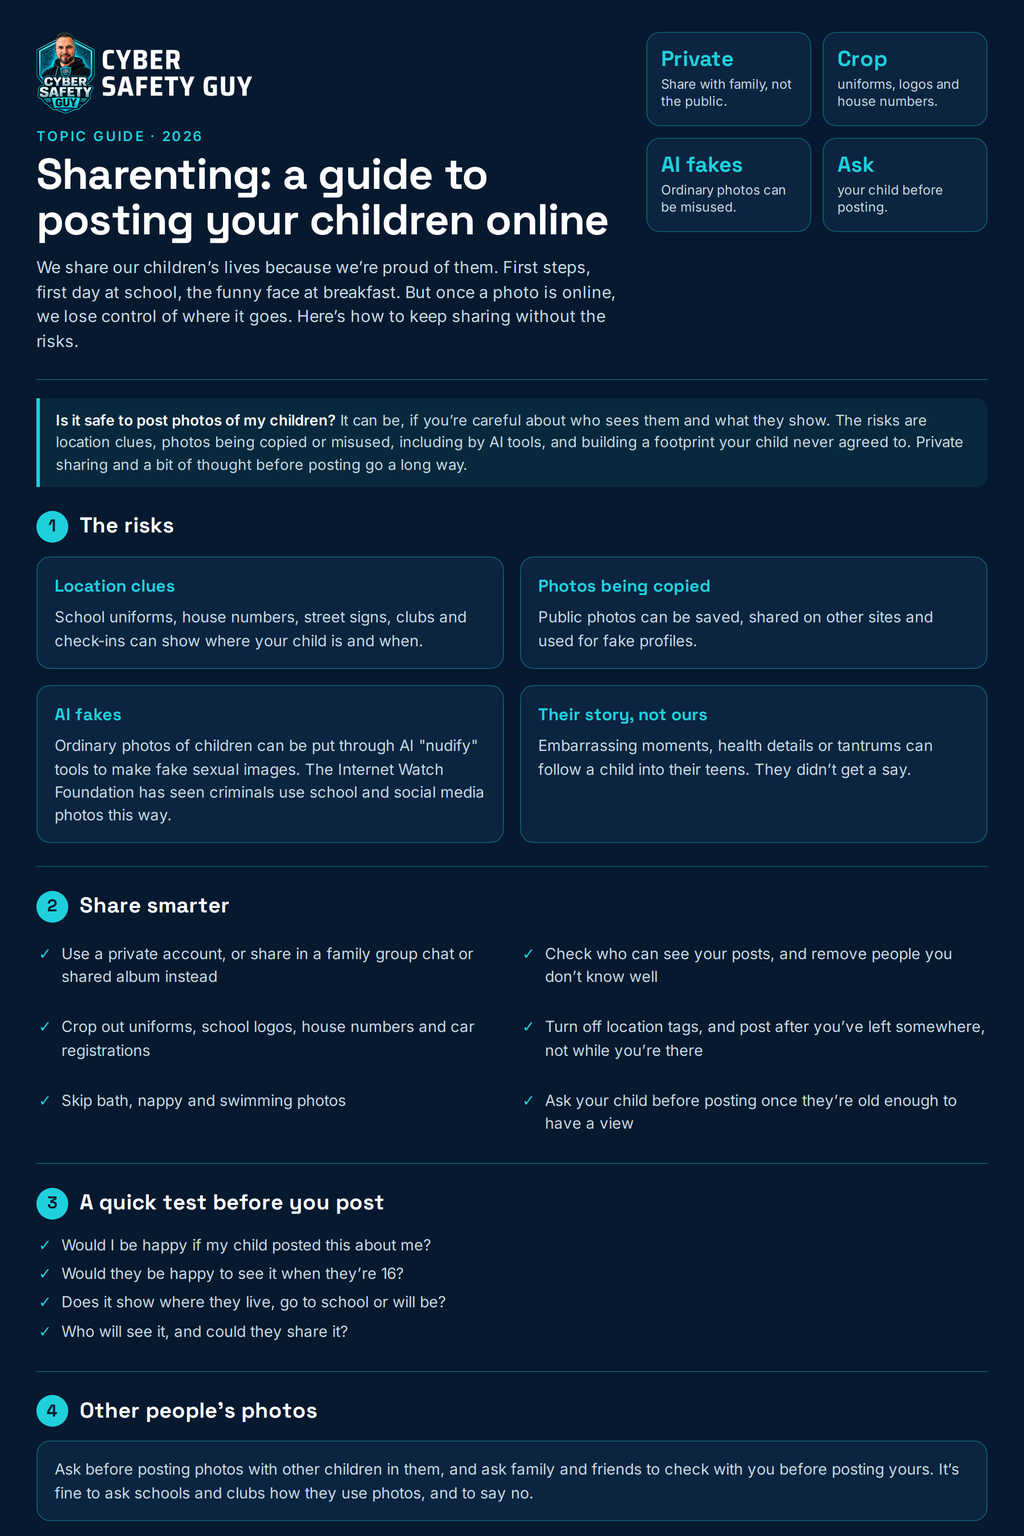 CYBER
SAFETY
GUY
CYBER
SAFETY GUY
TOPIC GUIDE · 2026
Sharenting: a guide to
posting your children online
We share our children’s lives because we’re proud of them. First steps,
first day at school, the funny face at breakfast. But once a photo is online,
we lose control of where it goes. Here’s how to keep sharing without the
risks.
Private
Share with family, not
the public.
Crop
uniforms, logos and
house numbers.
AI fakes
Ordinary photos can
be misused.
Ask
your child before
posting.
Is it safe to post photos of my children? It can be, if you’re careful about who sees them and what they show. The risks are
location clues, photos being copied or misused, including by AI tools, and building a footprint your child never agreed to. Private
sharing and a bit of thought before posting go a long way.
1 The risks
Location clues
School uniforms, house numbers, street signs, clubs and
check-ins can show where your child is and when.
Photos being copied
Public photos can be saved, shared on other sites and
used for fake profiles.
AI fakes
Ordinary photos of children can be put through AI "nudify"
tools to make fake sexual images. The Internet Watch
Foundation has seen criminals use school and social media
photos this way.
Their story, not ours
Embarrassing moments, health details or tantrums can
follow a child into their teens. They didn’t get a say.
2 Share smarter
✓ Use a private account, or share in a family group chat or
shared album instead
✓ Check who can see your posts, and remove people you
don’t know well
✓ Crop out uniforms, school logos, house numbers and car
registrations
✓ Turn off location tags, and post after you’ve left somewhere,
not while you’re there
✓ Skip bath, nappy and swimming photos
✓ Ask your child before posting once they’re old enough to
have a view
3 A quick test before you post
✓ Would I be happy if my child posted this about me?
✓ Would they be happy to see it when they’re 16?
✓ Does it show where they live, go to school or will be?
✓ Who will see it, and could they share it?
4 Other people’s photos
Ask before posting photos with other children in them, and ask family and friends to check with you before posting yours. It’s
fine to ask schools and clubs how they use photos, and to say no.